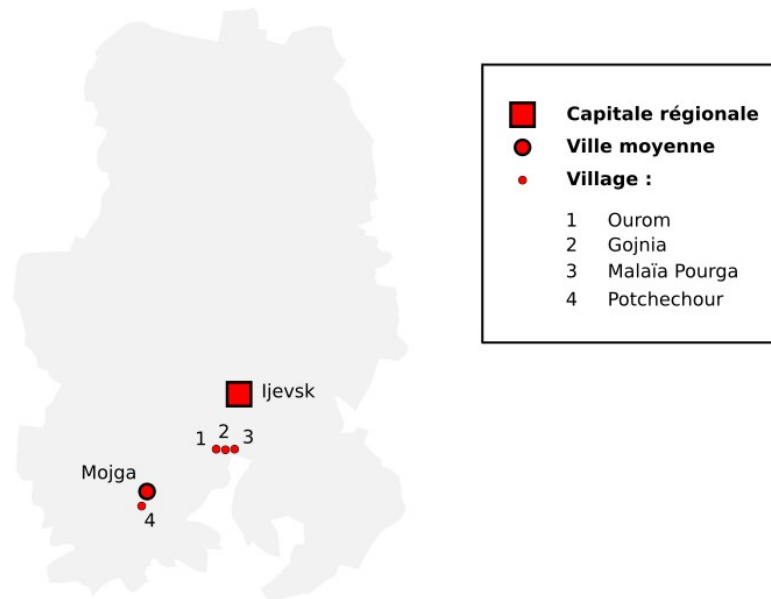 Capitale régionale
Ville moyenne
Village :
1 Ourom
2 Gojnia
3 Malaïa Pourga
4 Potchechour
Ijevsk
1 2 3
Mojga
4